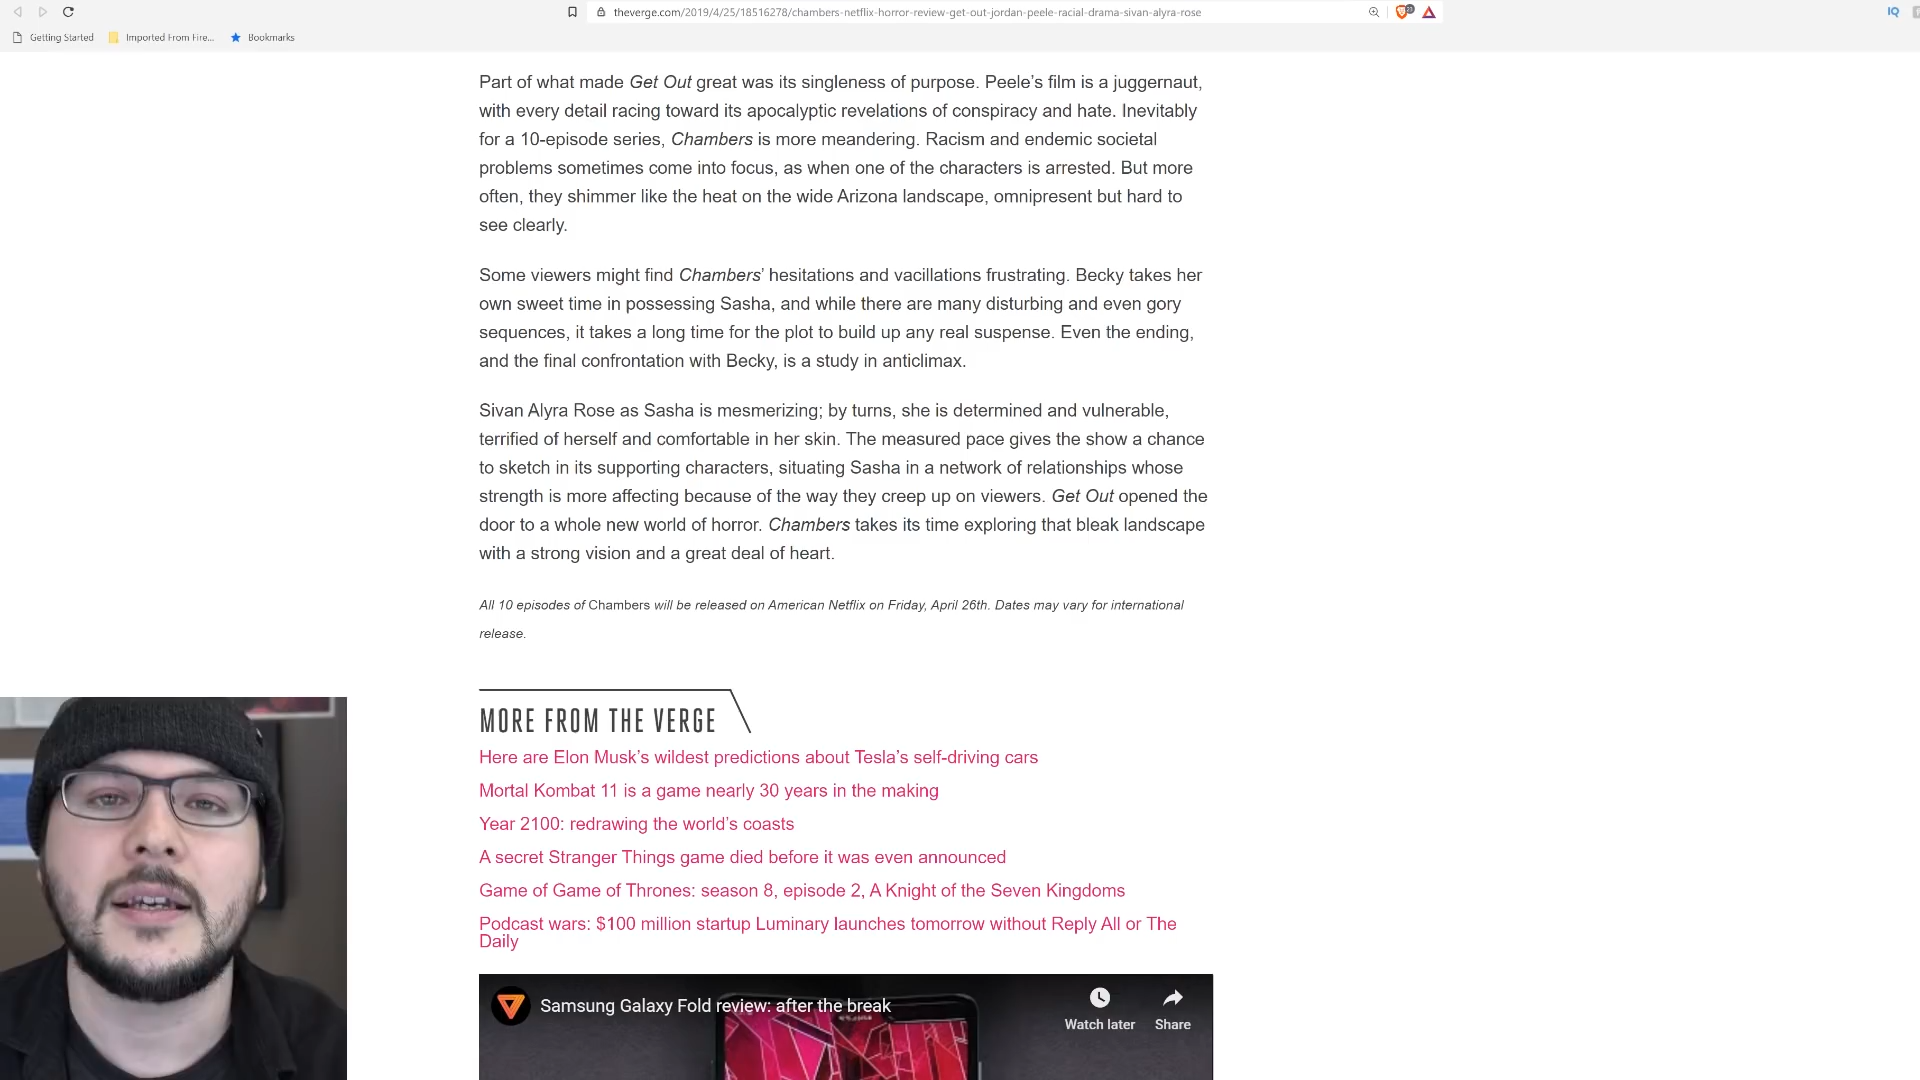 theverge.com/2019/4/25/18516278/chambers-netflix-horror-review-get-out-jordan-peele-racial-drama-sivan-alyra-rose
IQ
Getting Started
Imported From Fire...
Bookmarks
Part of what made Get Out great was its singleness of purpose. Peele’s film is a juggernaut,
with every detail racing toward its apocalyptic revelations of conspiracy and hate. Inevitably
for a 10-episode series, Chambers is more meandering. Racism and endemic societal
problems sometimes come into focus, as when one of the characters is arrested. But more
often, they shimmer like the heat on the wide Arizona landscape, omnipresent but hard to
see clearly.
Some viewers might find Chambers’ hesitations and vacillations frustrating. Becky takes her
own sweet time in possessing Sasha, and while there are many disturbing and even gory
sequences, it takes a long time for the plot to build up any real suspense. Even the ending,
and the final confrontation with Becky, is a study in anticlimax.
Sivan Alyra Rose as Sasha is mesmerizing; by turns, she is determined and vulnerable,
terrified of herself and comfortable in her skin. The measured pace gives the show a chance
to sketch in its supporting characters, situating Sasha in a network of relationships whose
strength is more affecting because of the way they creep up on viewers. Get Out opened the
door to a whole new world of horror. Chambers takes its time exploring that bleak landscape
with a strong vision and a great deal of heart.
All 10 episodes of Chambers will be released on American Netflix on Friday, April 26th. Dates may vary for international
release.
MORE FROM THE VERGE
Here are Elon Musk’s wildest predictions about Tesla’s self-driving cars
Mortal Kombat 11 is a game nearly 30 years in the making
Year 2100: redrawing the world’s coasts
A secret Stranger Things game died before it was even announced
Game of Game of Thrones: season 8, episode 2, A Knight of the Seven Kingdoms
Podcast wars: $100 million startup Luminary launches tomorrow without Reply All or The
Daily
Samsung Galaxy Fold review: after the break
Watch later
Share